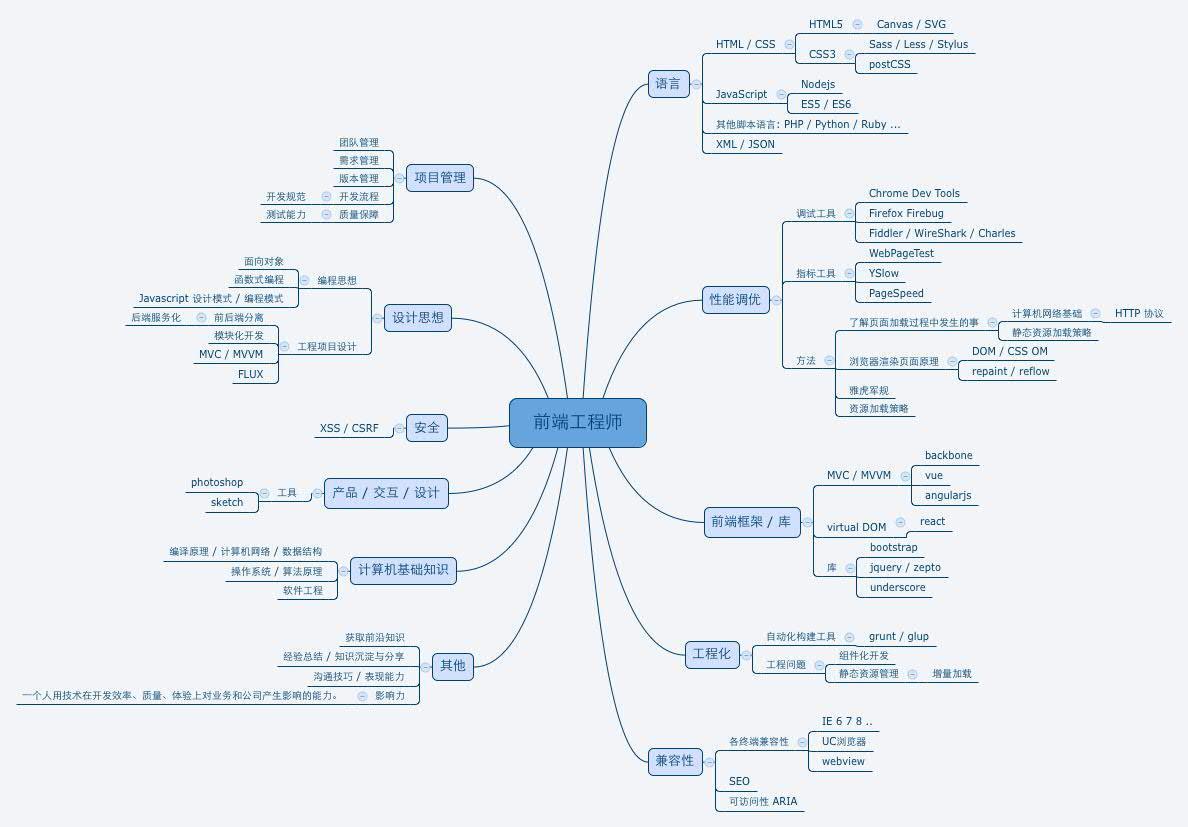 前端工程师
语言
HTML / CSS
HTML5
Canvas / SVG
CSS3
Sass / Less / Stylus
postCSS
JavaScript
Nodejs
ES5 / ES6
其他脚本语言: PHP / Python / Ruby ...
XML / JSON
性能调优
调试工具
Chrome Dev Tools
Firefox Firebug
Fiddler / WireShark / Charles
指标工具
WebPageTest
YSlow
PageSpeed
方法
了解页面加载过程中发生的事
计算机网络基础
HTTP 协议
静态资源加载策略
浏览器渲染页面原理
DOM / CSS OM
repaint / reflow
雅虎军规
资源加载策略
前端框架 / 库
MVC / MVVM
backbone
vue
angularjs
virtual DOM
react
库
bootstrap
jquery / zepto
underscore
工程化
自动化构建工具
grunt / glup
工程问题
组件化开发
静态资源管理
增量加载
兼容性
各终端兼容性
IE 6 7 8 ..
UC浏览器
webview
SEO
可访问性 ARIA
项目管理
团队管理
需求管理
版本管理
开发流程
开发规范
质量保障
测试能力
设计思想
编程思想
面向对象
函数式编程
Javascript 设计模式 / 编程模式
工程项目设计
前后端分离
后端服务化
模块化开发
MVC / MVVM
FLUX
安全
XSS / CSRF
产品 / 交互 / 设计
工具
photoshop
sketch
计算机基础知识
编译原理 / 计算机网络 / 数据结构
操作系统 / 算法原理
软件工程
其他
获取前沿知识
经验总结 / 知识沉淀与分享
沟通技巧 / 表现能力
影响力
一个人用技术在开发效率、质量、体验上对业务和公司产生影响的能力。